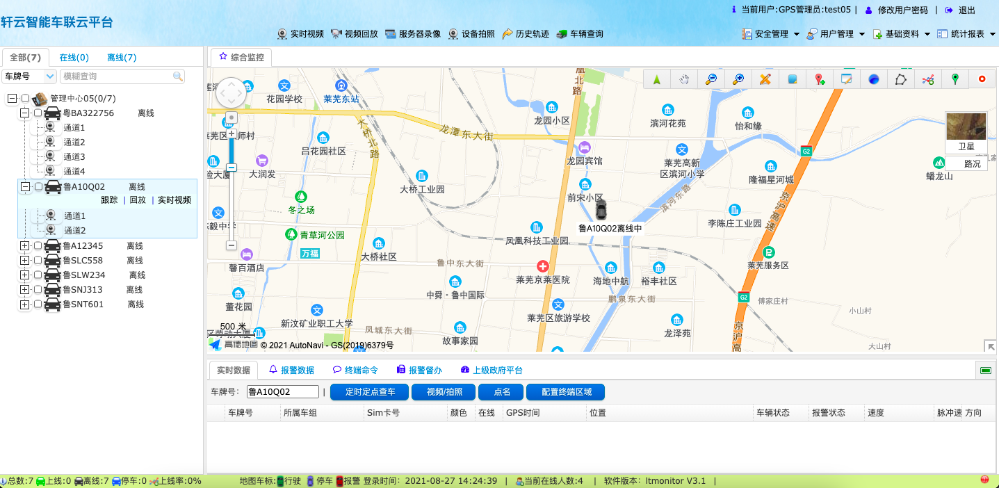 当前用户:GPS管理员:test05 | 修改用户密码 | 退出
轩云智能车联云平台
实时视频 视频回放 服务器录像 设备拍照 历史轨迹 车辆查询 安全管理 用户管理 基础资料 统计报表
全部(7) 在线(0) 离线(7)
综合监控
车牌号 模糊查询
管理中心05(0/7)
粤BA322756 离线
通道1
通道2
通道3
通道4
鲁A10Q02 离线
跟踪 | 回放 | 实时视频
通道1
通道2
鲁A12345 离线
鲁SLC558 离线
鲁SLW234 离线
鲁SNJ313 离线
鲁SNT601 离线
凰北路
花园学校
莱芜东站
龙园小区
滨河花苑
怡和缘
卫星
路况
师村
大桥北路
龙潭东大街
吕花园社区
龙园宾馆
莱芜高新区滨河小学
G2
大润发
大桥工业园
隆福星河城
蟠龙山
前宋小区
滨河东路
京沪高速
冬之场
鲁A10Q02离线中
李陈庄工业园
青草河公园
万福
凤凰科技工业园
大桥社区
馨百酒店
鲁中东大街
莱芜服务区
莱芜京莱医院
海地中航
裕丰社区
中舜·鲁中国际
董花园
鹏泉东大街
G2
傅家庄村
小山村
新汶矿业职工大学
莱芜区旅游学校
凤城东大街
故事家园
龙泽苑
京沪高
大山村
500 米
高德地图 © 2021 AutoNavi - GS(2019)6379号
实时数据 报警数据 终端命令 报警督办 上级政府平台
车牌号: 鲁A10Q02 | 定时定点查车 视频/拍照 点名 配置终端区域
车牌号 所属车组 Sim卡号 颜色 在线 GPS时间 位置 车辆状态 报警状态 速度 脉冲速 方向
总数:7 上线:0 离线:7 停车:0 上线率:0% 地图车标: 行驶 停车 报警 登录时间: 2021-08-27 14:24:39 | 当前在线人数:4 | 软件版本: ltmonitor V3.1 |